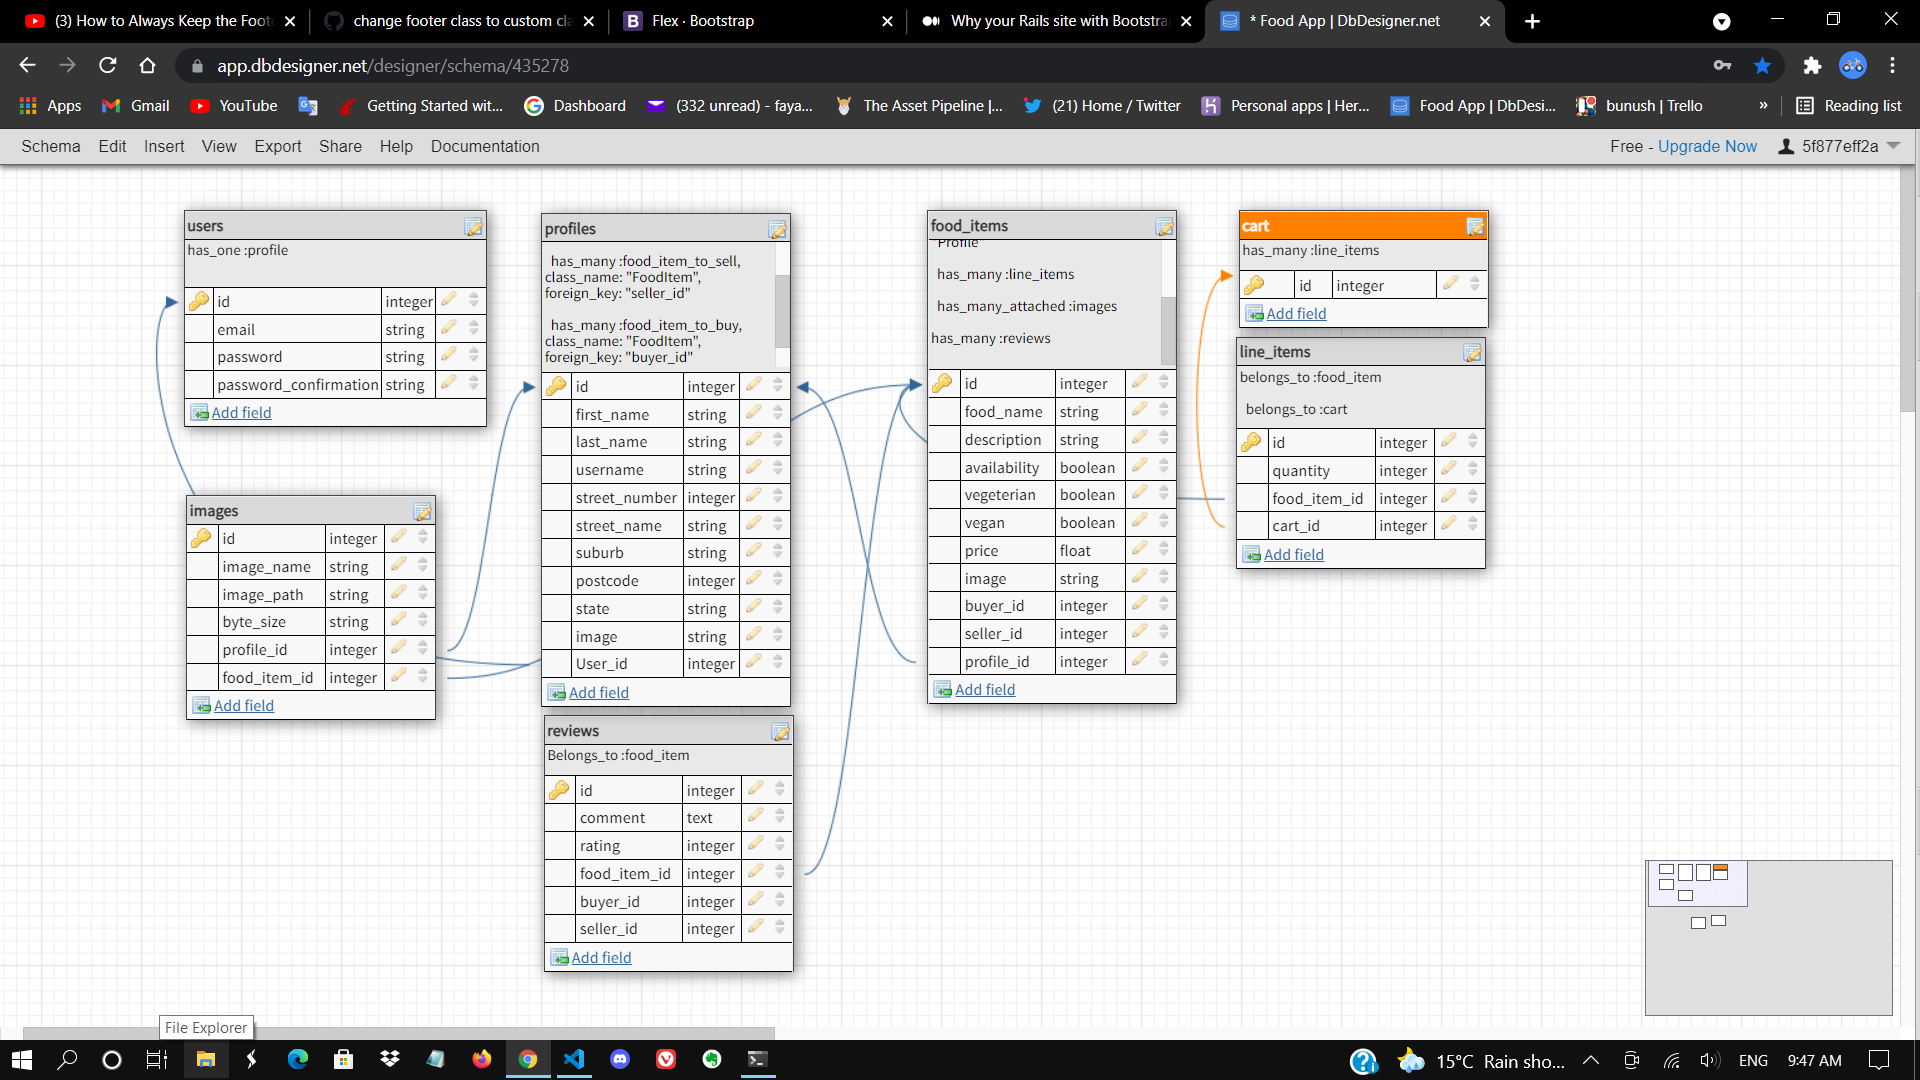 (3) How to Always Keep the Foot
change footer class to custom cl
Flex · Bootstrap
Why your Rails site with Bootstra
* Food App | DbDesigner.net
app.dbdesigner.net/designer/schema/435278
Apps
Gmail
YouTube
Getting Started wit...
Dashboard
(332 unread) - faya...
The Asset Pipeline |...
(21) Home / Twitter
Personal apps | Her...
Food App | DbDesi...
bunush | Trello
»
Reading list
Schema Edit Insert View Export Share Help Documentation
Free - Upgrade Now
5f877eff2a
users
has_one :profile
id integer
email string
password string
password_confirmation string
Add field
images
id integer
image_name string
image_path string
byte_size string
profile_id integer
food_item_id integer
Add field
profiles
has_many :food_item_to_sell,
class_name: "FoodItem",
foreign_key: "seller_id"
has_many :food_item_to_buy,
class_name: "FoodItem",
foreign_key: "buyer_id"
id integer
first_name string
last_name string
username string
street_number integer
street_name string
suburb string
postcode integer
state string
image string
User_id integer
Add field
reviews
Belongs_to :food_item
id integer
comment text
rating integer
food_item_id integer
buyer_id integer
seller_id integer
Add field
food_items
"Profile"
has_many :line_items
has_many_attached :images
has_many :reviews
id integer
food_name string
description string
availability boolean
vegeterian boolean
vegan boolean
price float
image string
buyer_id integer
seller_id integer
profile_id integer
Add field
cart
has_many :line_items
id integer
Add field
line_items
belongs_to :food_item
belongs_to :cart
id integer
quantity integer
food_item_id integer
cart_id integer
Add field
File Explorer
15°C Rain sho...
ENG
9:47 AM